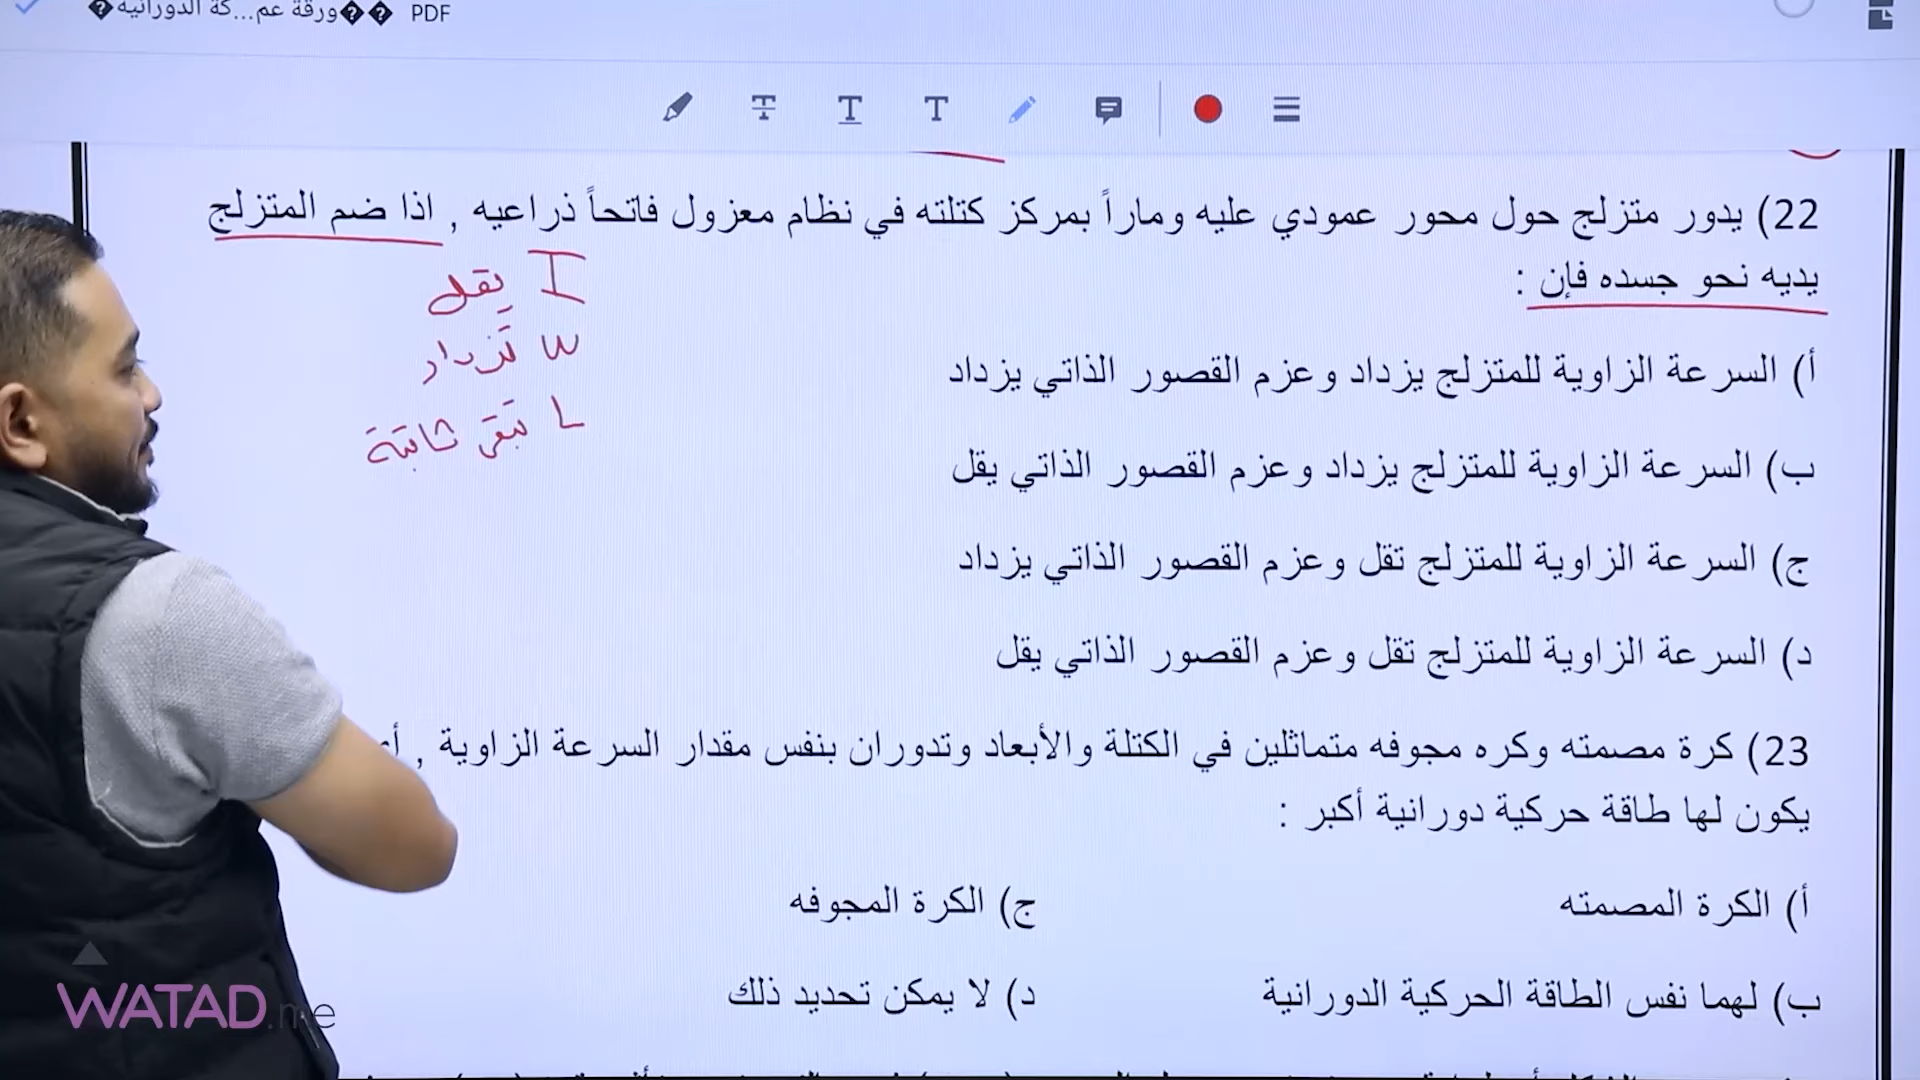 ورقة عم...كة الدورانيه PDF
22) يدور متزلج حول محور عمودي عليه وماراً بمركز كتلته في نظام معزول فاتحاً ذراعيه , اذا ضم المتزلج
يديه نحو جسده فإن :
I يقل
ω تزداد
L تبقى ثابتة
أ) السرعة الزاوية للمتزلج يزداد وعزم القصور الذاتي يزداد
ب) السرعة الزاوية للمتزلج يزداد وعزم القصور الذاتي يقل
ج) السرعة الزاوية للمتزلج تقل وعزم القصور الذاتي يزداد
د) السرعة الزاوية للمتزلج تقل وعزم القصور الذاتي يقل
23) كرة مصمته وكره مجوفه متماثلين في الكتلة والأبعاد وتدوران بنفس مقدار السرعة الزاوية ,
يكون لها طاقة حركية دورانية أكبر :
أ) الكرة المصمته ج) الكرة المجوفه
ب) لهما نفس الطاقة الحركية الدورانية د) لا يمكن تحديد ذلك
WATAD.me